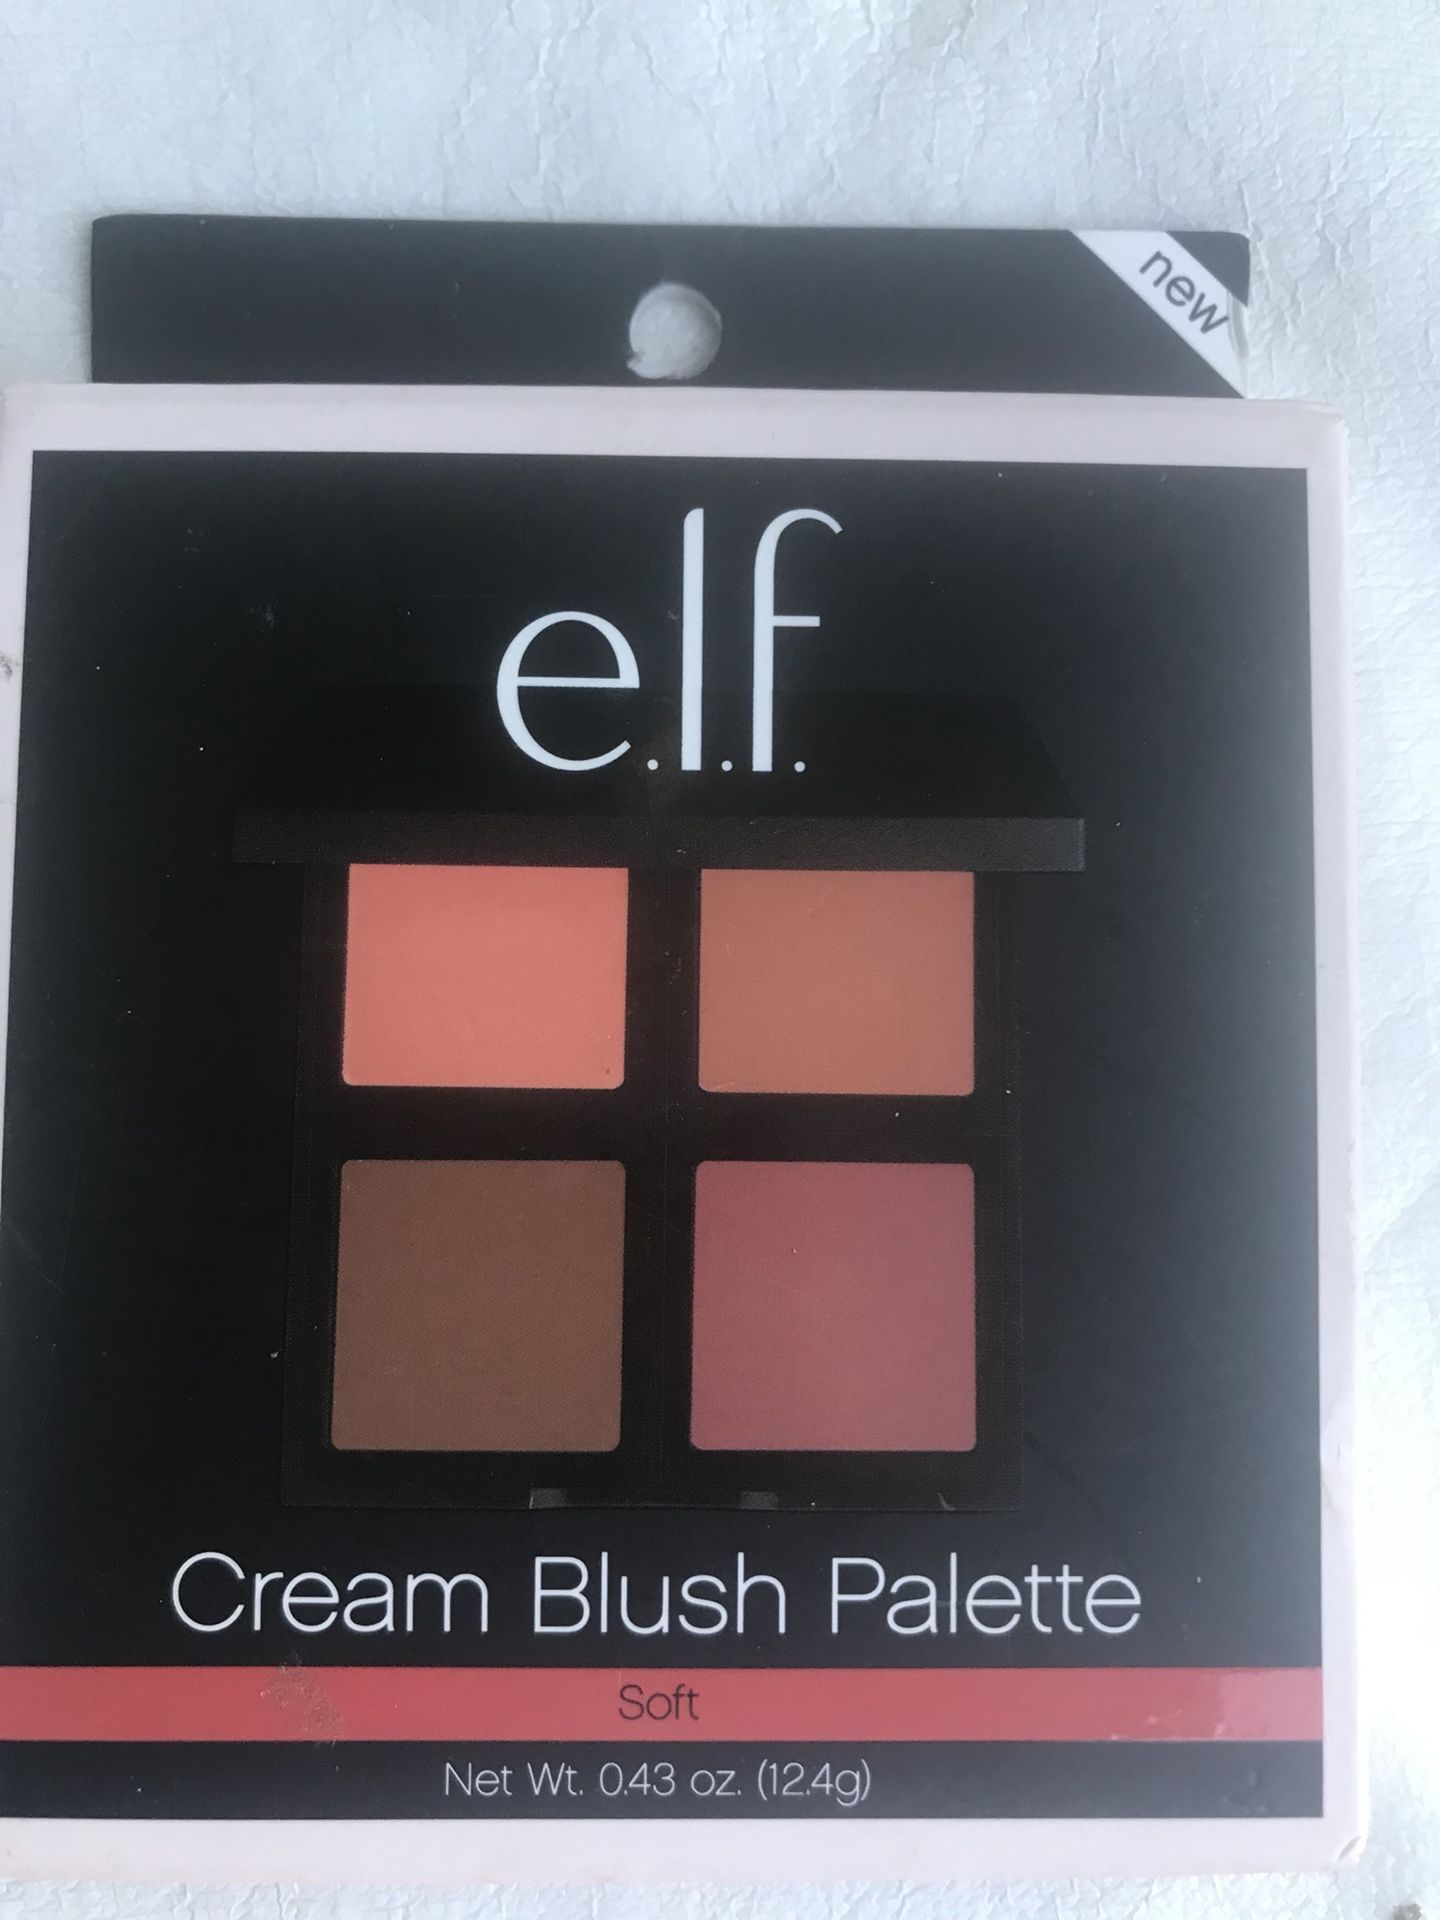 new
e.l.f.
Cream Blush Palette
Soft
Net Wt. 0.43 oz. (12.4g)